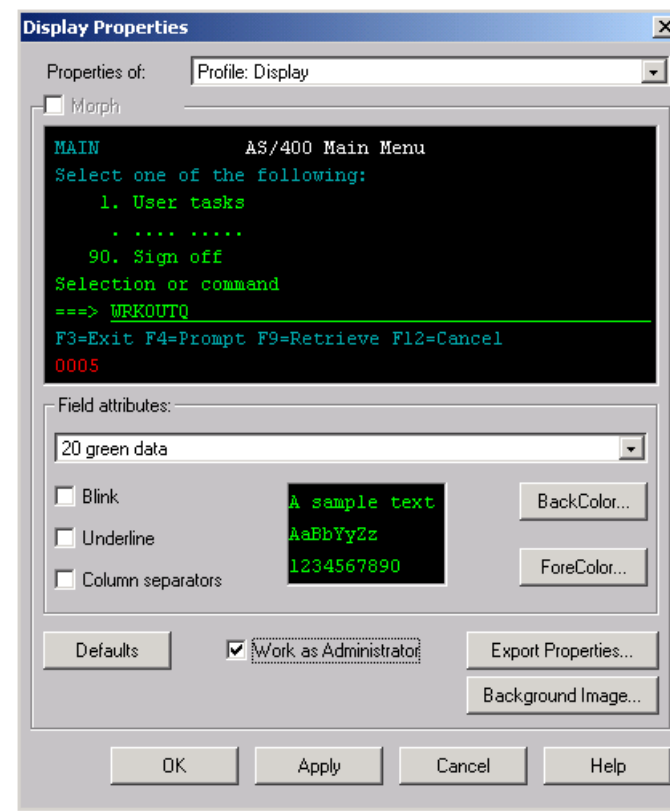 Display Properties
Properties of: Profile: Display
Morph
MAIN AS/400 Main Menu
Select one of the following:
1. User tasks
. .... .....
90. Sign off
Selection or command
===> WRKOUTQ
F3=Exit F4=Prompt F9=Retrieve F12=Cancel
0005
Field attributes:
20 green data
Blink
Underline
Column separators
A sample text
AaBbYyZz
1234567890
BackColor...
ForeColor...
Defaults
Work as Administrator
Export Properties...
Background Image...
OK Apply Cancel Help